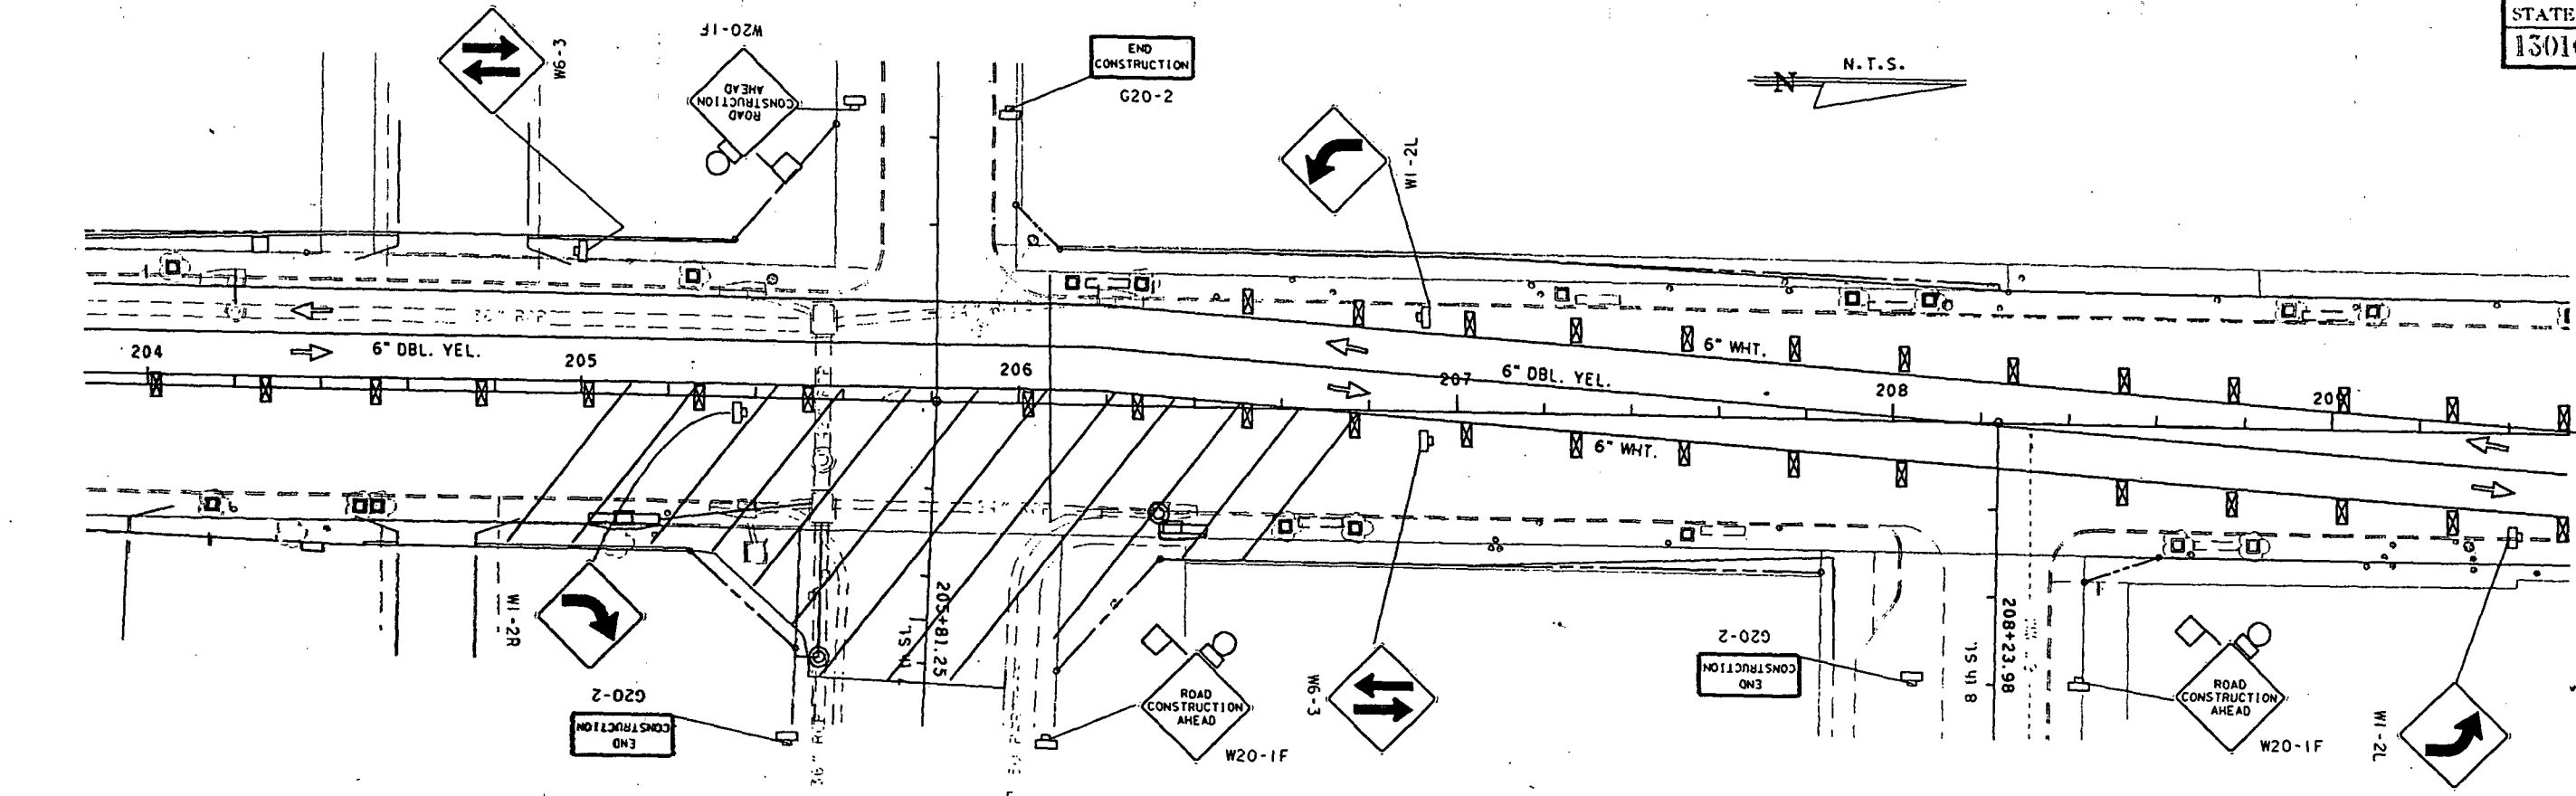 STATE
W20-1F
W6-3
ROAD
CONSTRUCTION
AHEAD
END
CONSTRUCTION
G20-2
N.T.S.
N
W1-2L
204
6" DBL. YEL.
205
206
207
6" DBL. YEL.
6" WHT.
208
209
6" WHT.
W1-2R
205+81.25
208+23.98
G20-2
END
CONSTRUCTION
ROAD
CONSTRUCTION
AHEAD
W20-1F
W6-3
G20-2
END
CONSTRUCTION
ROAD
CONSTRUCTION
AHEAD
W20-1F
W1-2L